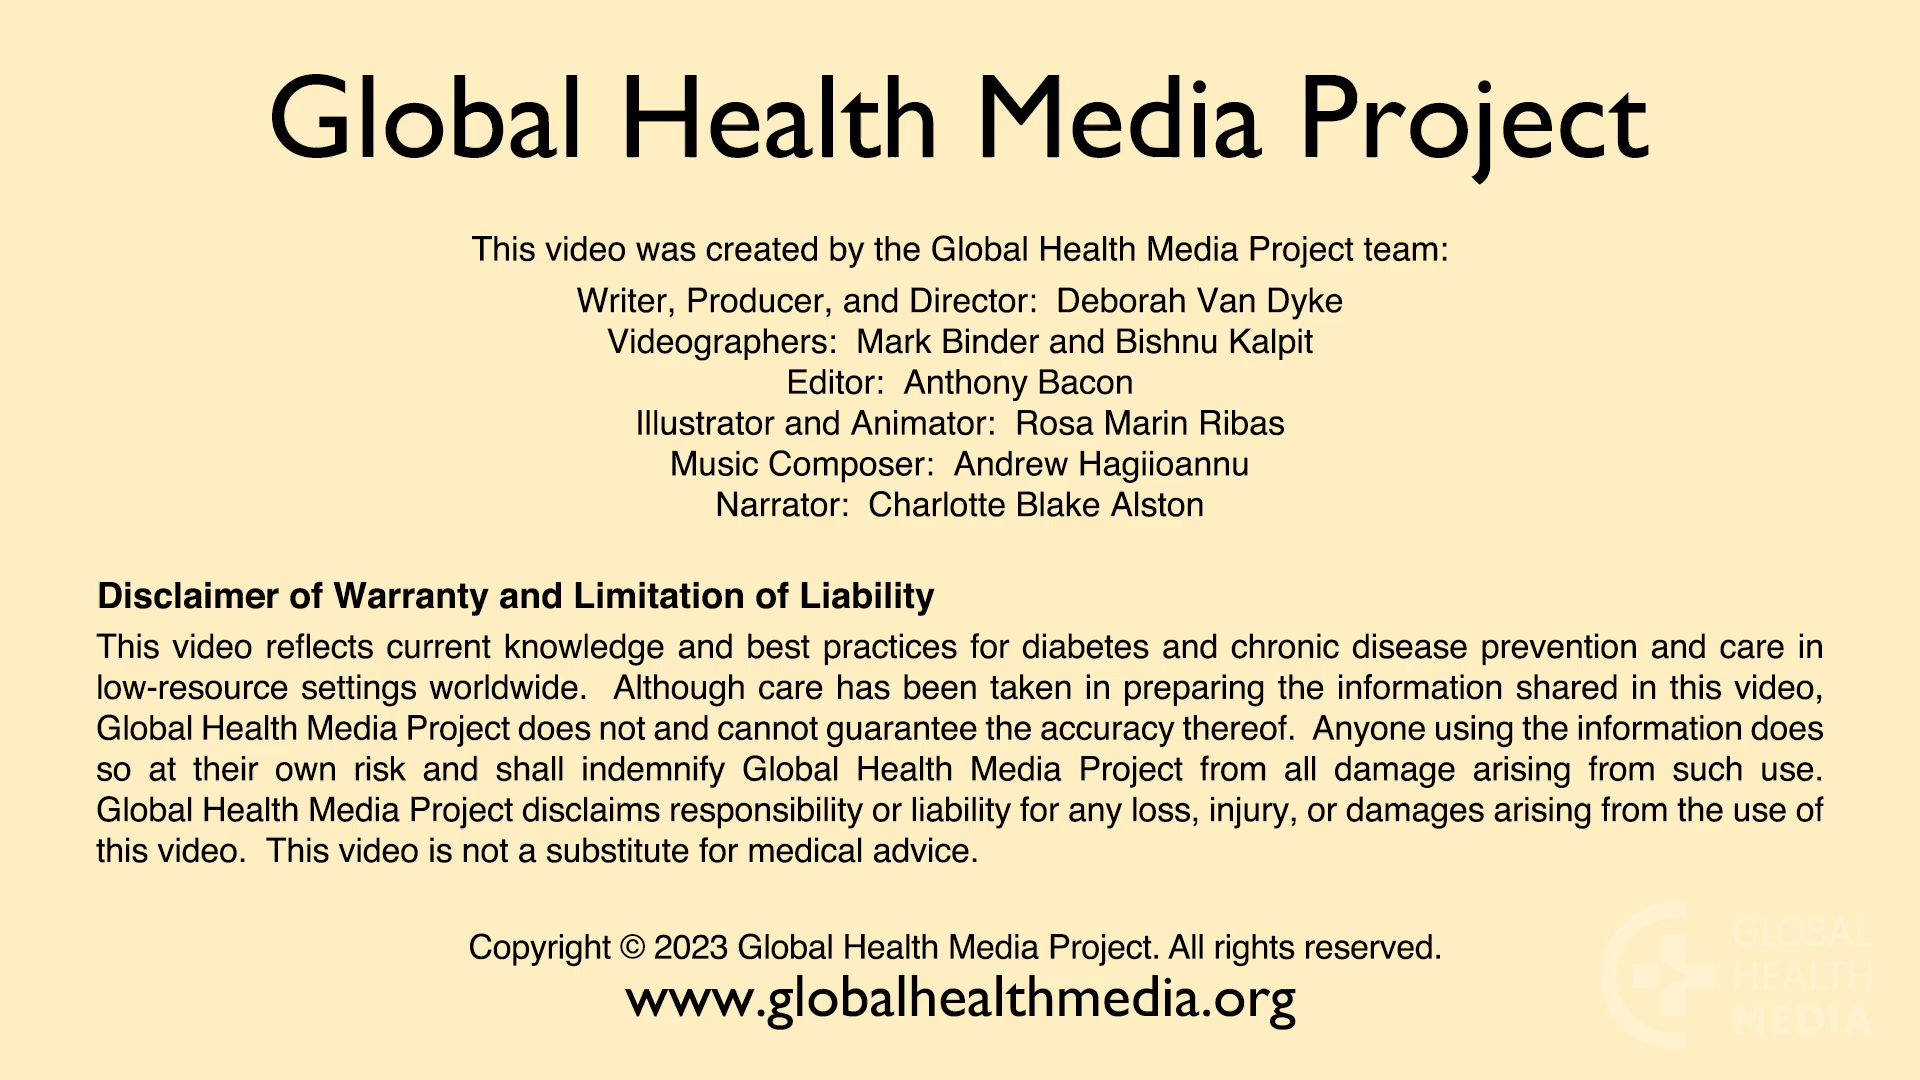 Global Health Media Project
This video was created by the Global Health Media Project team:
Writer, Producer, and Director:  Deborah Van Dyke
Videographers:  Mark Binder and Bishnu Kalpit
Editor:  Anthony Bacon
Illustrator and Animator:  Rosa Marin Ribas
Music Composer:  Andrew Hagiioannu
Narrator:  Charlotte Blake Alston
Disclaimer of Warranty and Limitation of Liability
This video reflects current knowledge and best practices for diabetes and chronic disease prevention and care in
low-resource settings worldwide.  Although care has been taken in preparing the information shared in this video,
Global Health Media Project does not and cannot guarantee the accuracy thereof.  Anyone using the information does
so at their own risk and shall indemnify Global Health Media Project from all damage arising from such use.
Global Health Media Project disclaims responsibility or liability for any loss, injury, or damages arising from the use of
this video.  This video is not a substitute for medical advice.
Copyright © 2023 Global Health Media Project. All rights reserved.
www.globalhealthmedia.org
GLOBAL
HEALTH
MEDIA